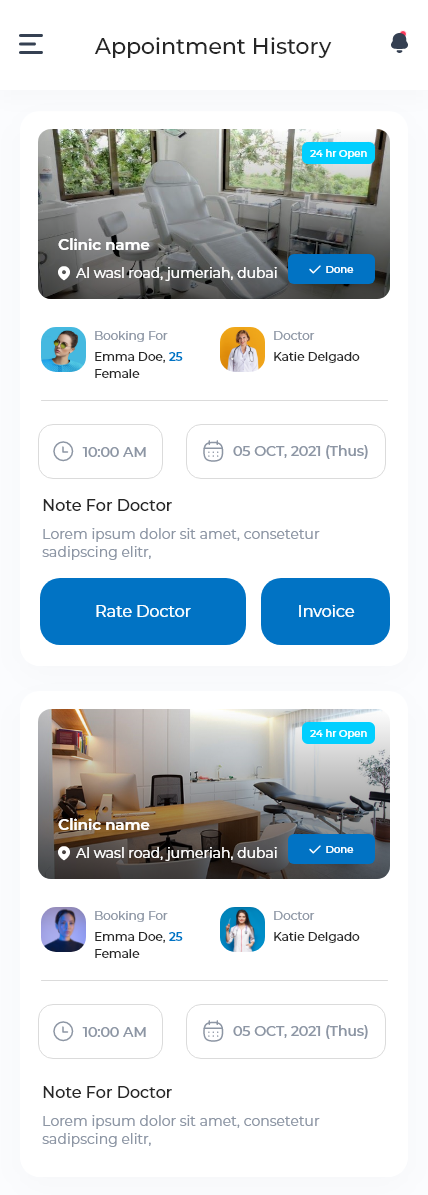 Appointment History
24 hr Open
Clinic name
Al wasl road, jumeriah, dubai
Done
Booking For
Emma Doe, 25
Female
Doctor
Katie Delgado
10:00 AM
05 OCT, 2021 (Thus)
Note For Doctor
Lorem ipsum dolor sit amet, consetetur
sadipscing elitr,
Rate Doctor
Invoice
24 hr Open
Clinic name
Al wasl road, jumeriah, dubai
Done
Booking For
Emma Doe, 25
Female
Doctor
Katie Delgado
10:00 AM
05 OCT, 2021 (Thus)
Note For Doctor
Lorem ipsum dolor sit amet, consetetur
sadipscing elitr,